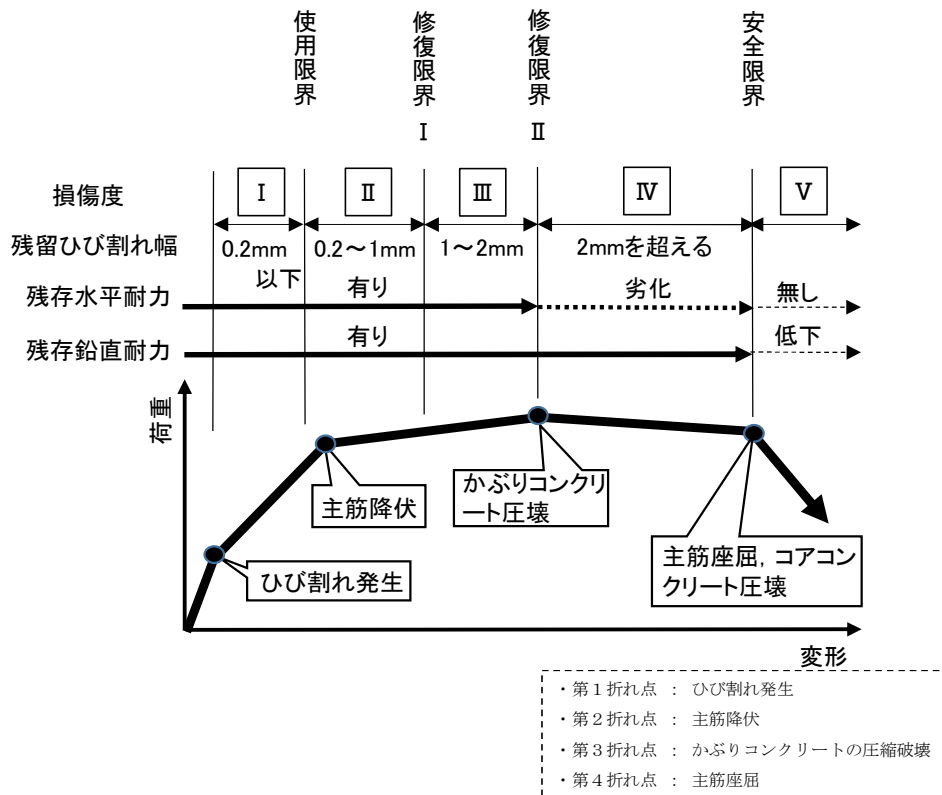 使用限界
修復限界Ⅰ
修復限界Ⅱ
安全限界
損傷度
Ⅰ
Ⅱ
Ⅲ
Ⅳ
Ⅴ
残留ひび割れ幅
0.2mm
以下
0.2～1mm
1～2mm
2mmを超える
残存水平耐力
有り
劣化
無し
残存鉛直耐力
有り
低下
荷重
主筋降伏
かぶりコンクリ
ート圧壊
ひび割れ発生
主筋座屈，コアコン
クリート圧壊
変形
・第１折れ点 ： ひび割れ発生
・第２折れ点 ： 主筋降伏
・第３折れ点 ： かぶりコンクリートの圧縮破壊
・第４折れ点 ： 主筋座屈